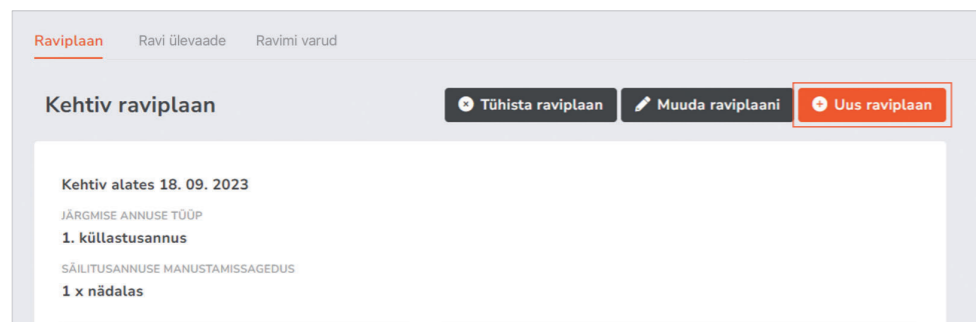 Raviplaan Ravi ülevaade Ravimi varud
Kehtiv raviplaan Tühista raviplaan Muuda raviplaani Uus raviplaan
Kehtiv alates 18. 09. 2023
JÄRGMISE ANNUSE TÜÜP
1. küllastusannus
SÄILITUSANNUSE MANUSTAMISSAGEDUS
1 x nädalas